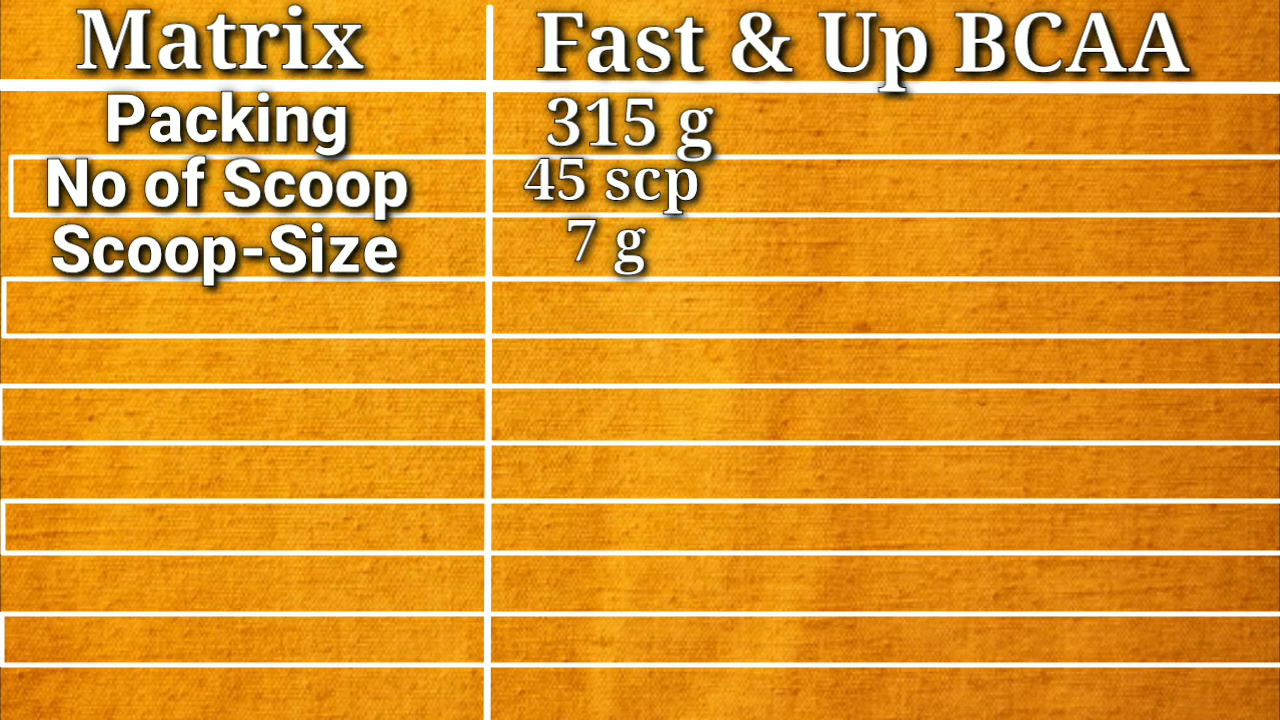 Matrix Fast & Up BCAA
Packing 315 g
No of Scoop 45 scp
Scoop-Size 7 g